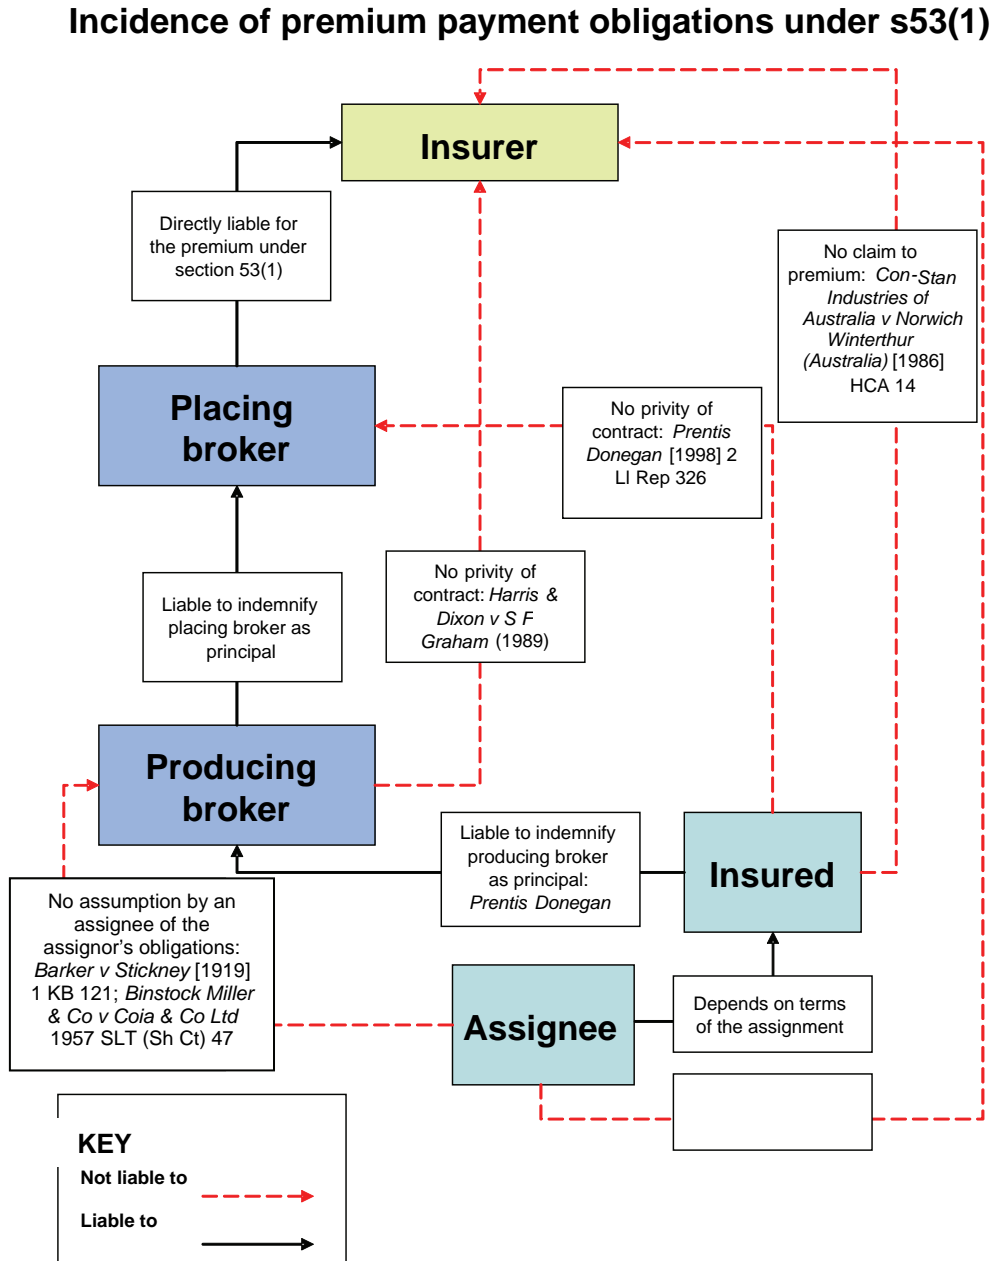 Incidence of premium payment obligations under s53(1)
Insurer
Directly liable for
the premium under
section 53(1)
No claim to
premium: Con-Stan
Industries of
Australia v Norwich
Winterthur
(Australia) [1986]
HCA 14
Placing
broker
No privity of
contract: Prentis
Donegan [1998] 2
LI Rep 326
No privity of
contract: Harris &
Dixon v S F
Graham (1989)
Liable to indemnify
placing broker as
principal
Producing
broker
Liable to indemnify
producing broker
as principal:
Prentis Donegan
Insured
No assumption by an
assignee of the
assignor's obligations:
Barker v Stickney [1919]
1 KB 121; Binstock Miller
& Co v Coia & Co Ltd
1957 SLT (Sh Ct) 47
Assignee
Depends on terms
of the assignment
KEY
Not liable to
Liable to